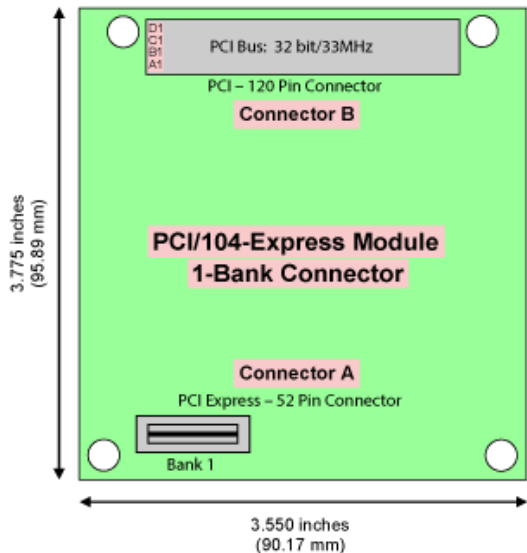 D1
C1
B1
A1
PCI Bus: 32 bit/33MHz
PCI – 120 Pin Connector
Connector B
3.775 inches
(95.89 mm)
PCI/104-Express Module
1-Bank Connector
Connector A
PCI Express – 52 Pin Connector
Bank 1
3.550 inches
(90.17 mm)